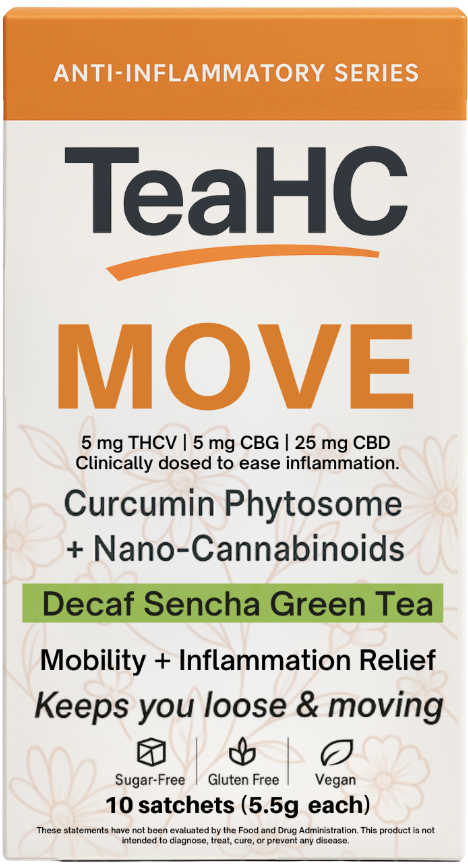 ANTI-INFLAMMATORY SERIES
TeaHC
MOVE
5 mg THCV | 5 mg CBG | 25 mg CBD
Clinically dosed to ease inflammation.
Curcumin Phytosome
+ Nano-Cannabinoids
Decaf Sencha Green Tea
Mobility + Inflammation Relief
Keeps you loose & moving
Sugar-Free | Gluten Free | Vegan
10 satchets (5.5g each)
These statements have not been evaluated by the Food and Drug Administration. This product is not
intended to diagnose, treat, cure, or prevent any disease.